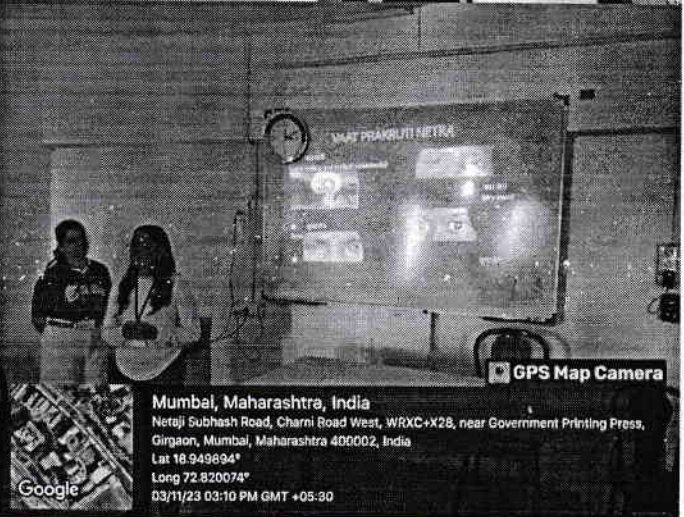 VAAT PRAKRUTI NETRA
GPS Map Camera
Mumbai, Maharashtra, India
Netaji Subhash Road, Charni Road West, WRXC+X28, near Government Printing Press,
Girgaon, Mumbai, Maharashtra 400002, India
Lat 18.949894°
Long 72.820074°
03/11/23 03:10 PM GMT +05:30
Google